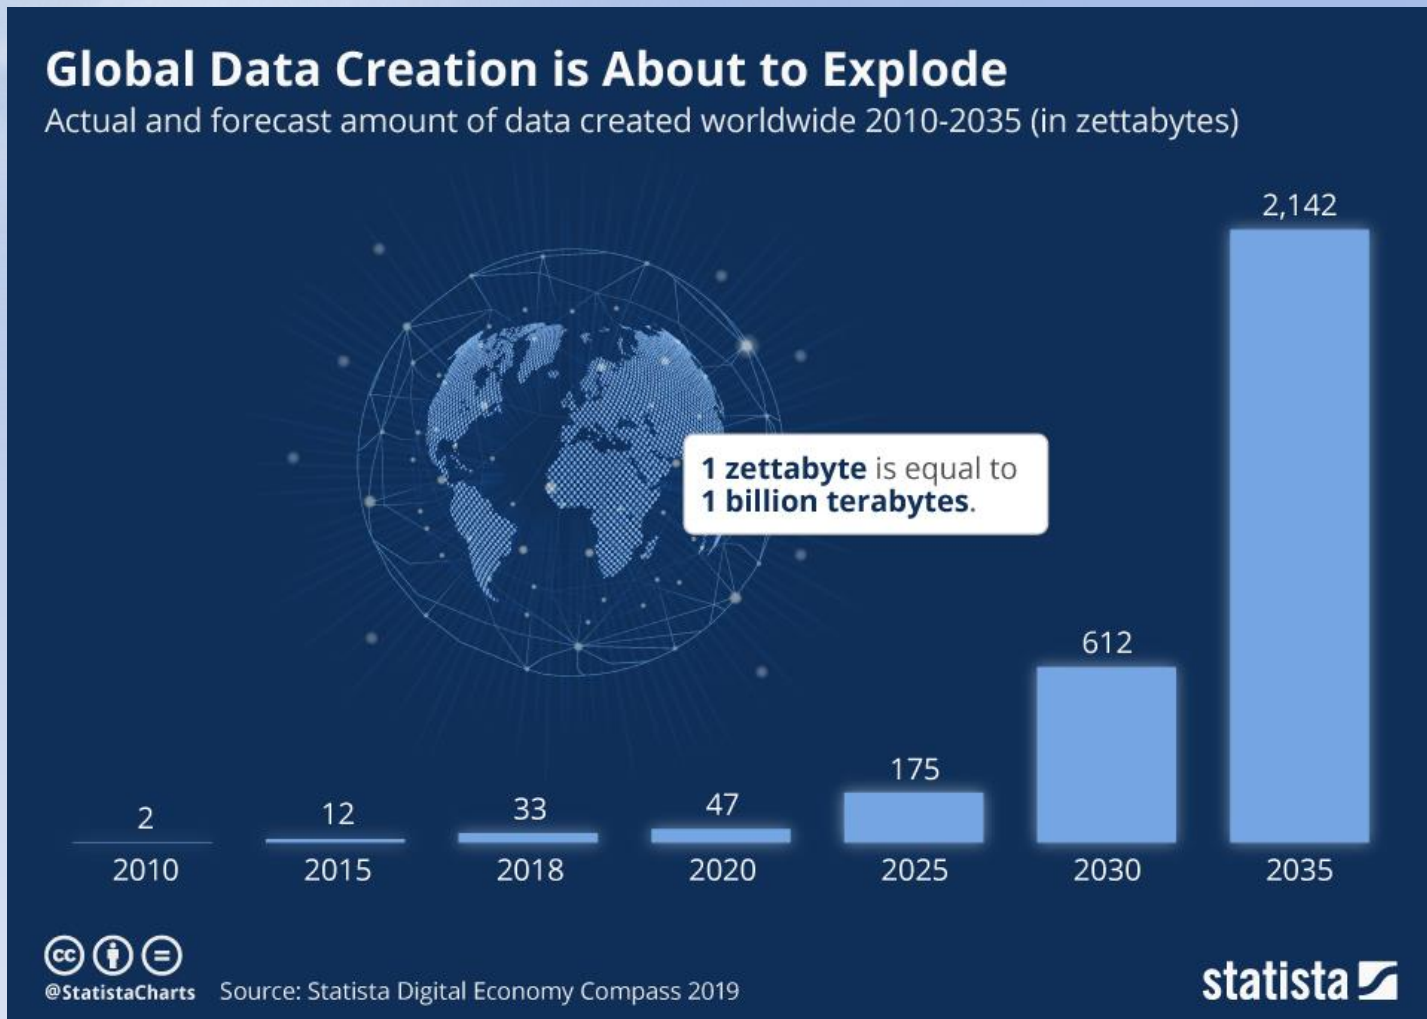 Global Data Creation is About to Explode
Actual and forecast amount of data created worldwide 2010-2035 (in zettabytes)
2,142
1 zettabyte is equal to
1 billion terabytes.
612
175
47
33
12
2
2010 2015 2018 2020 2025 2030 2035
cc
@StatistaCharts Source: Statista Digital Economy Compass 2019
statista